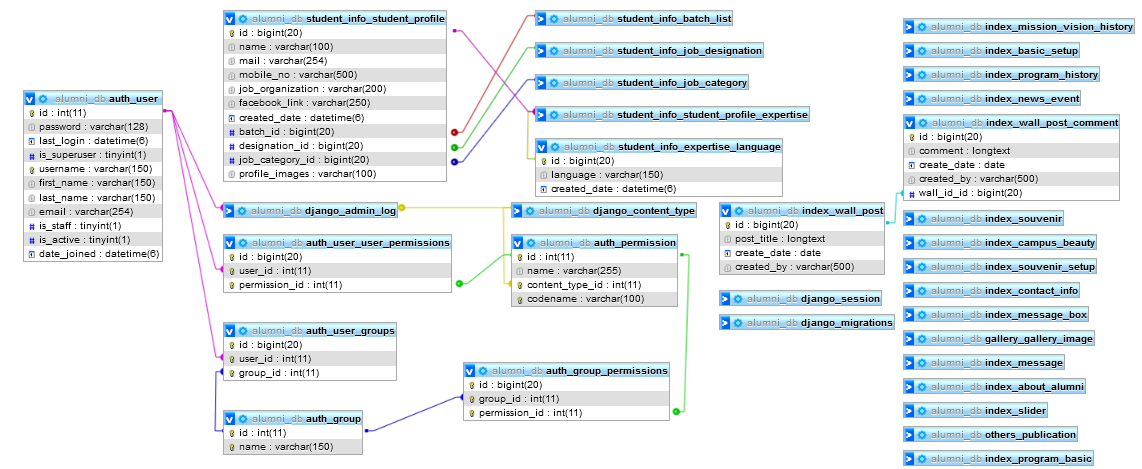 alumni_db auth_user
id : int(11)
password : varchar(128)
last_login : datetime(6)
is_superuser : tinyint(1)
username : varchar(150)
first_name : varchar(150)
last_name : varchar(150)
email : varchar(254)
is_staff : tinyint(1)
is_active : tinyint(1)
date_joined : datetime(6)
alumni_db student_info_student_profile
id : bigint(20)
name : varchar(100)
mail : varchar(254)
mobile_no : varchar(500)
job_organization : varchar(200)
facebook_link : varchar(250)
created_date : datetime(6)
batch_id : bigint(20)
designation_id : bigint(20)
job_category_id : bigint(20)
profile_images : varchar(100)
alumni_db django_admin_log
alumni_db auth_user_user_permissions
id : bigint(20)
user_id : int(11)
permission_id : int(11)
alumni_db auth_user_groups
id : bigint(20)
user_id : int(11)
group_id : int(11)
alumni_db auth_group
id : int(11)
name : varchar(150)
alumni_db student_info_batch_list
alumni_db student_info_job_designation
alumni_db student_info_job_category
alumni_db student_info_student_profile_expertise
alumni_db student_info_expertise_language
id : bigint(20)
language : varchar(150)
created_date : datetime(6)
alumni_db django_content_type
alumni_db auth_permission
id : int(11)
name : varchar(255)
content_type_id : int(11)
codename : varchar(100)
alumni_db auth_group_permissions
id : bigint(20)
group_id : int(11)
permission_id : int(11)
alumni_db index_wall_post
id : bigint(20)
post_title : longtext
create_date : date
created_by : varchar(500)
alumni_db django_session
alumni_db django_migrations
alumni_db index_mission_vision_history
alumni_db index_basic_setup
alumni_db index_program_history
alumni_db index_news_event
alumni_db index_wall_post_comment
id : bigint(20)
comment : longtext
create_date : date
created_by : varchar(500)
wall_id_id : bigint(20)
alumni_db index_souvenir
alumni_db index_campus_beauty
alumni_db index_souvenir_setup
alumni_db index_contact_info
alumni_db index_message_box
alumni_db gallery_gallery_image
alumni_db index_message
alumni_db index_about_alumni
alumni_db index_slider
alumni_db others_publication
alumni_db index_program_basic